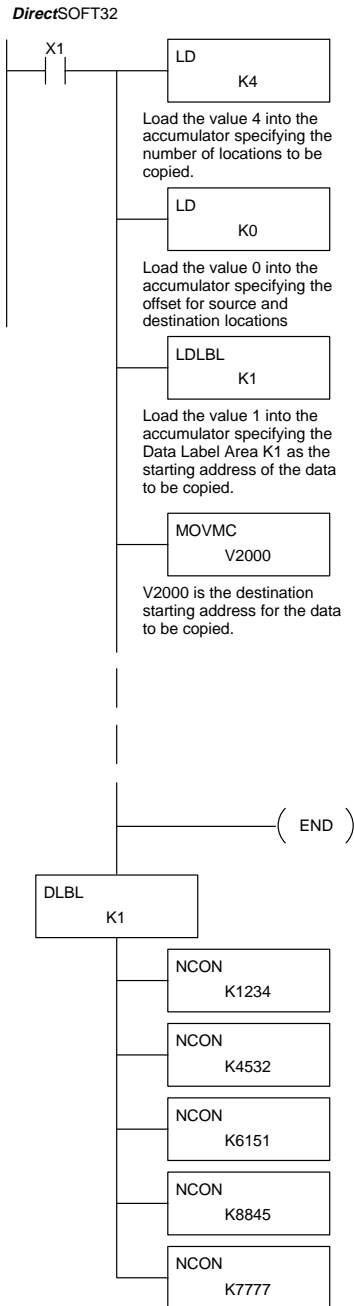 DirectSOFT32
X1
LD
K4
Load the value 4 into the
accumulator specifying the
number of locations to be
copied.
LD
K0
Load the value 0 into the
accumulator specifying the
offset for source and
destination locations
LDLBL
K1
Load the value 1 into the
accumulator specifying the
Data Label Area K1 as the
starting address of the data
to be copied.
MOVMC
V2000
V2000 is the destination
starting address for the data
to be copied.
END
DLBL
K1
NCON
K1234
NCON
K4532
NCON
K6151
NCON
K8845
NCON
K7777